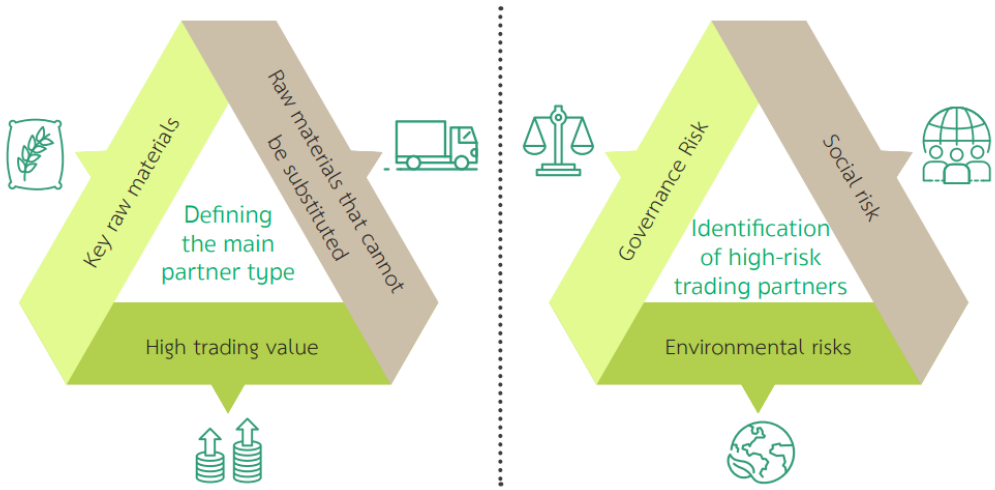 Key raw materials
Raw materials that cannot
be substituted
Defining
the main
partner type
High trading value
Governance Risk
Social risk
Identification
of high-risk
trading partners
Environmental risks